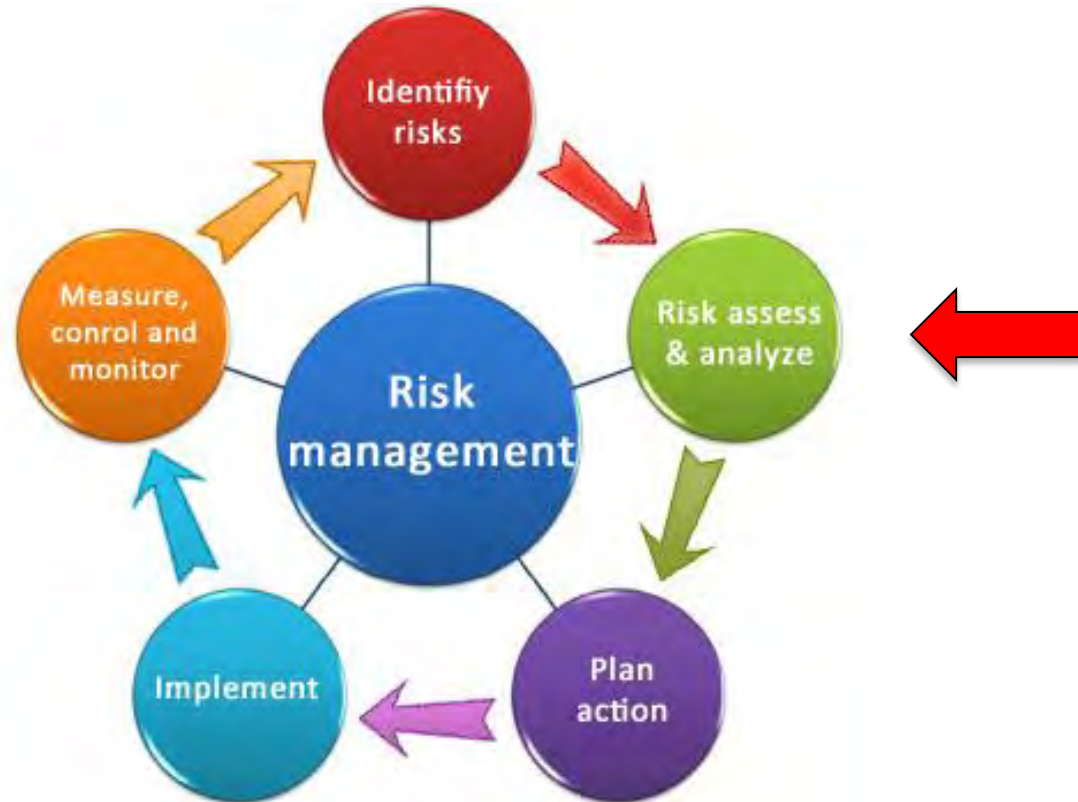 Identifiy
risks
Risk assess
& analyze
Plan
action
Implement
Measure,
conrol and
monitor
Risk
management